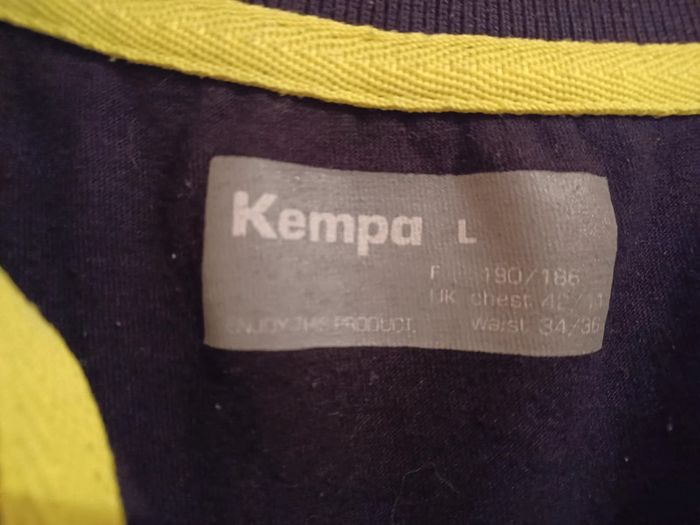 Kempa L
F 190/186
UK chest
ENJOY THIS PRODUCT. waist 34/36